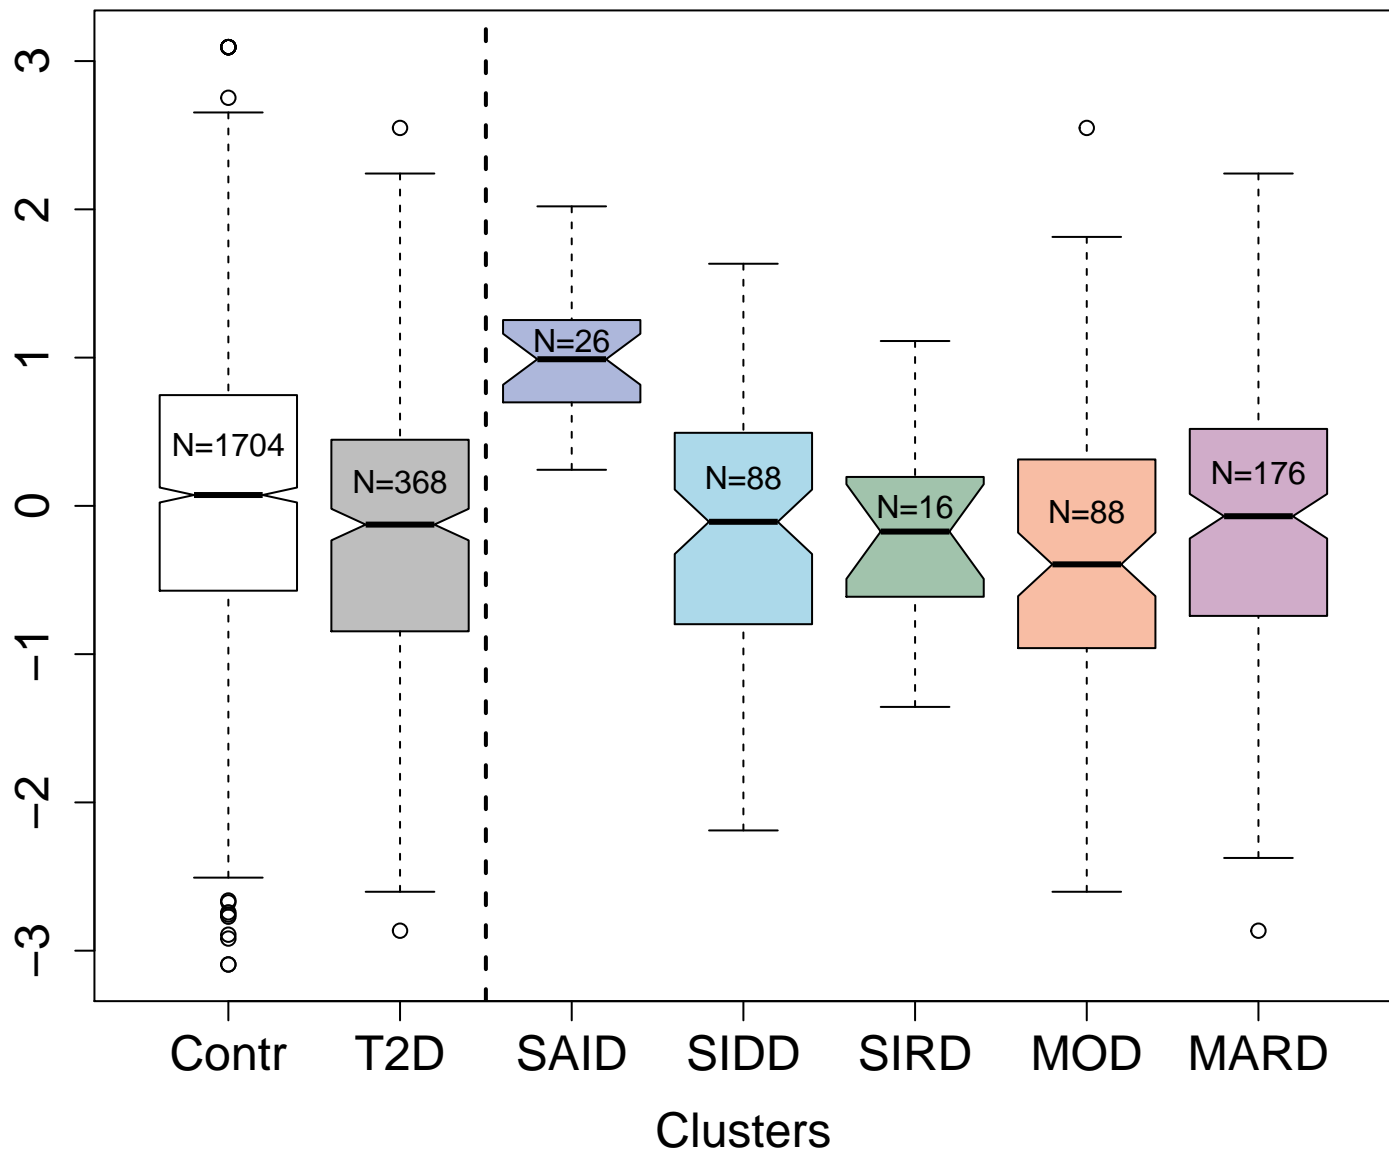 3
2
1
0
−1
−2
−3
N=1704
N=368
N=26
N=88
N=16
N=88
N=176
Contr T2D SAID SIDD SIRD MOD MARD
Clusters